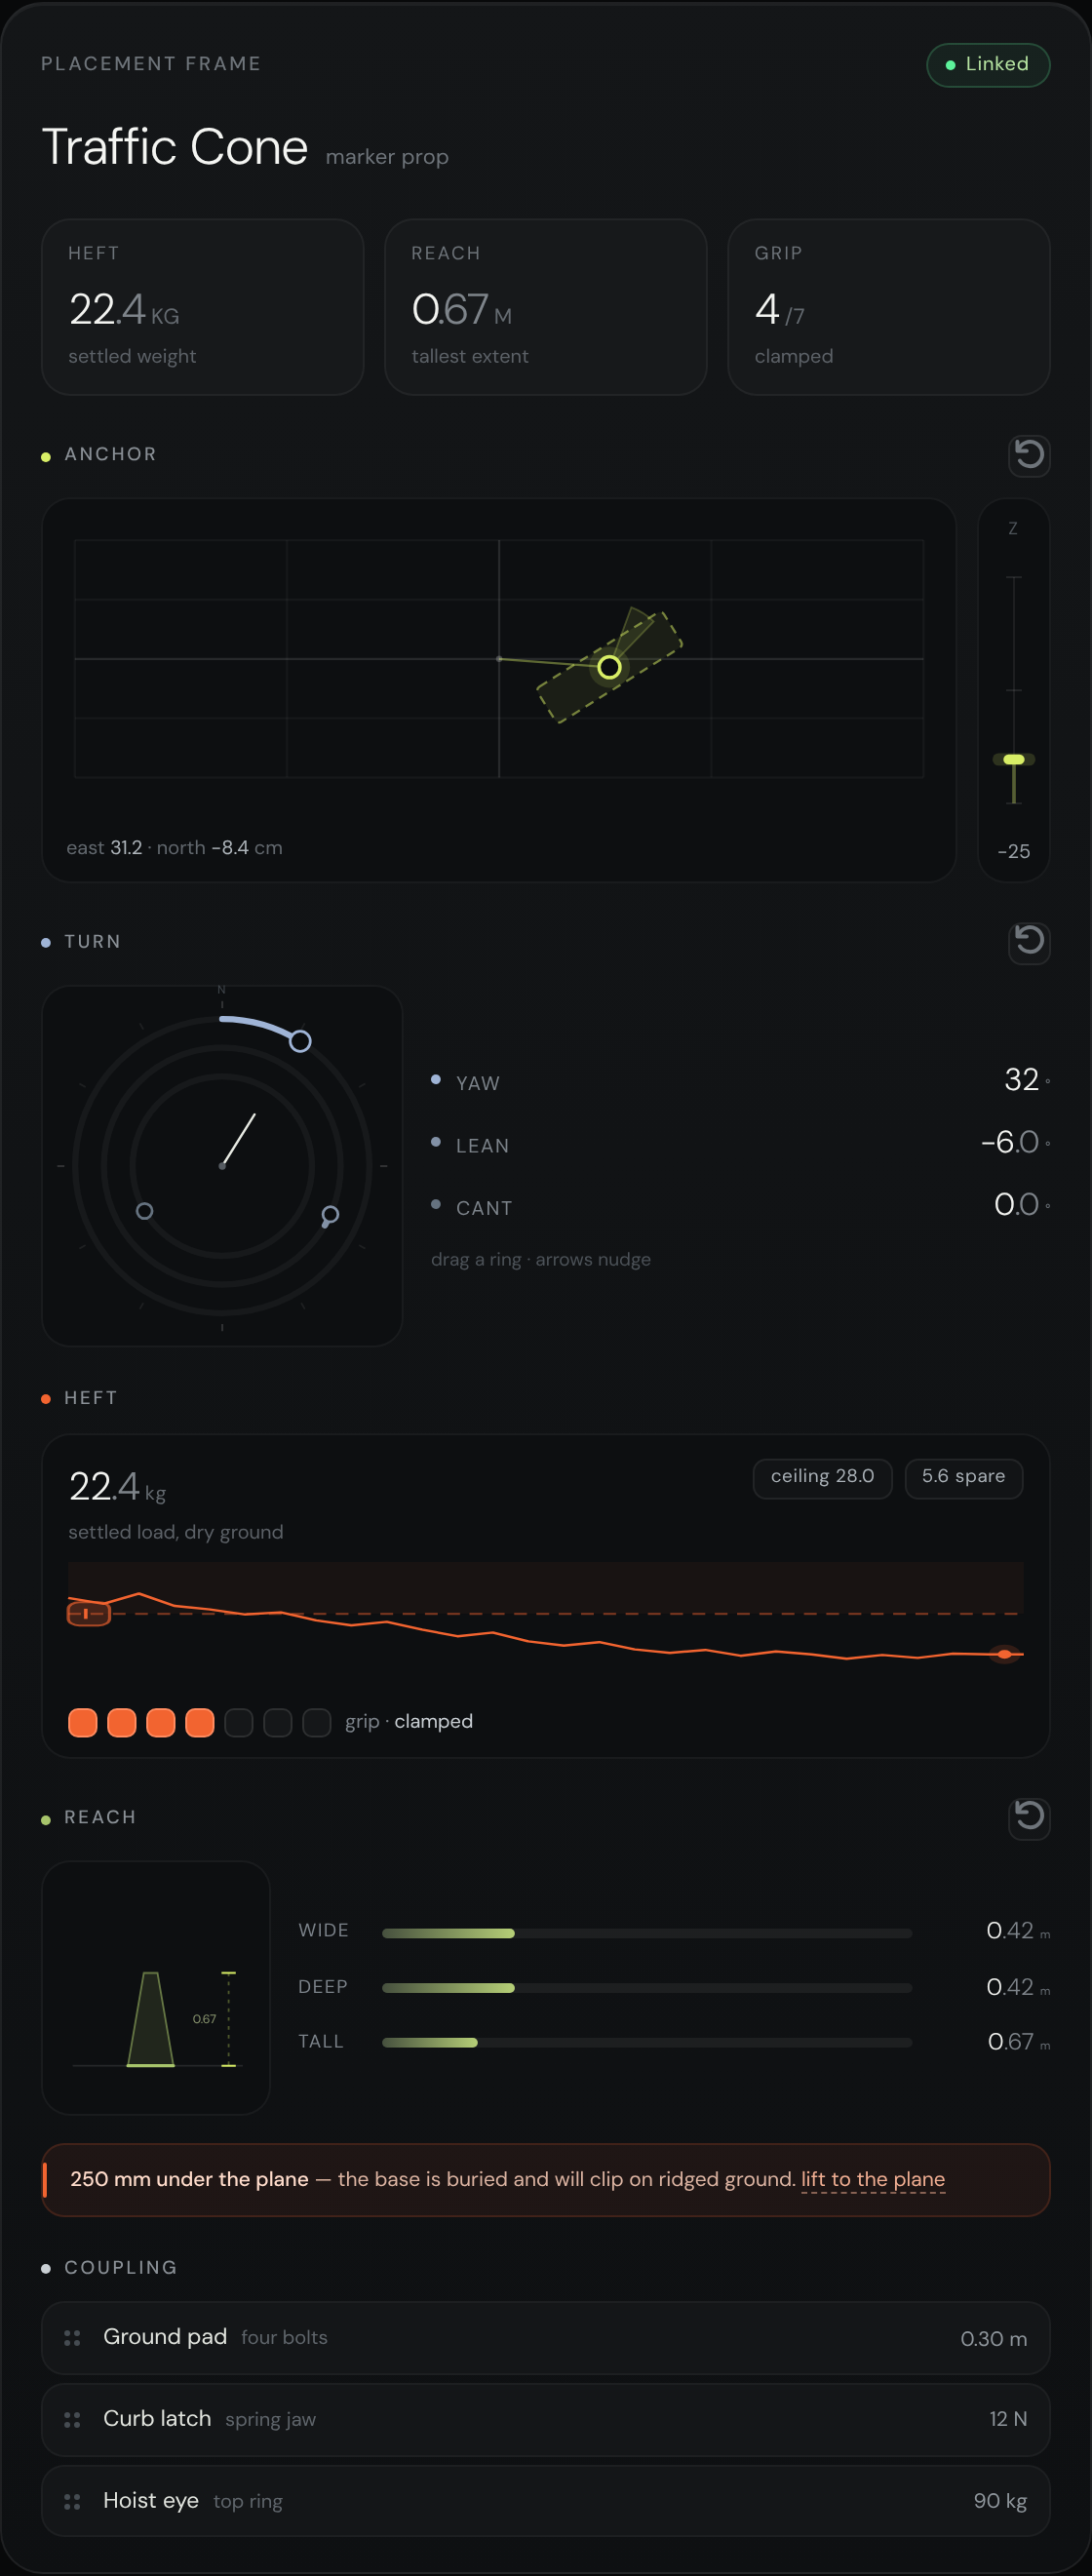 PLACEMENT FRAME
Linked
Traffic Cone marker prop
HEFT
22.4 KG
settled weight
REACH
0.67 M
tallest extent
GRIP
4 /7
clamped
ANCHOR
Z
east 31.2 · north -8.4 cm
-25
TURN
N
YAW 32 °
LEAN -6.0 °
CANT 0.0 °
drag a ring · arrows nudge
HEFT
22.4 kg
ceiling 28.0
5.6 spare
settled load, dry ground
grip · clamped
REACH
0.67
WIDE 0.42 m
DEEP 0.42 m
TALL 0.67 m
250 mm under the plane — the base is buried and will clip on ridged ground. lift to the plane
COUPLING
Ground pad four bolts 0.30 m
Curb latch spring jaw 12 N
Hoist eye top ring 90 kg